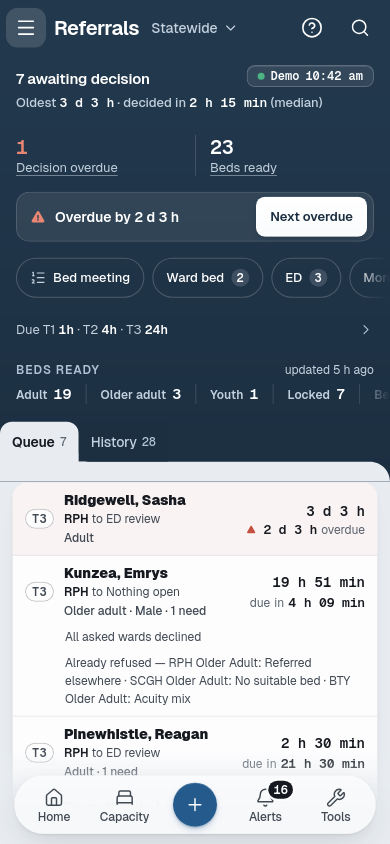 Referrals Statewide
7 awaiting decision
Demo 10:42 am
Oldest 3 d 3 h · decided in 2 h 15 min (median)
1
Decision overdue
23
Beds ready
Overdue by 2 d 3 h
Next overdue
Bed meeting
Ward bed 2
ED 3
Due T1 1h · T2 4h · T3 24h
BEDS READY
updated 5 h ago
Adult 19 Older adult 3 Youth 1 Locked 7
Queue 7
History 28
Ridgewell, Sasha
T3
RPH to ED review
Adult
3 d 3 h
2 d 3 h overdue
Kunzea, Emrys
T3
RPH to Nothing open
Older adult · Male · 1 need
19 h 51 min
due in 4 h 09 min
All asked wards declined
Already refused — RPH Older Adult: Referred
elsewhere · SCGH Older Adult: No suitable bed · BTY
Older Adult: Acuity mix
Pinewhistle, Reagan
T3
RPH to ED review
Adult · 1 need
2 h 30 min
due in 21 h 30 min
Home
Capacity
16
Alerts
Tools